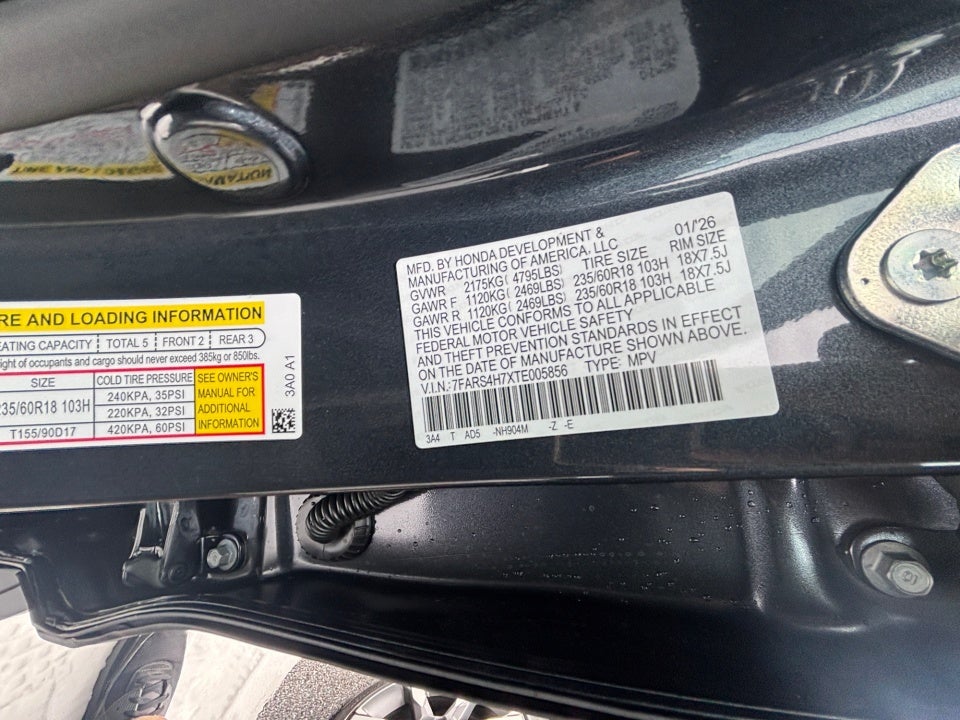 RE AND LOADING INFORMATION
EATING CAPACITY TOTAL 5 FRONT 2 REAR 3
ight of occupants and cargo should never exceed 385kg or 850lbs.
SIZE COLD TIRE PRESSURE SEE OWNER'S
240KPA, 35PSI MANUAL FOR
235/60R18 103H 220KPA, 32PSI ADDITIONAL
T155/90D17 420KPA, 60PSI INFORMATION
3A0 A1
MFD. BY HONDA DEVELOPMENT & 01/'26
MANUFACTURING OF AMERICA, LLC
GVWR 2175KG( 4795LBS) TIRE SIZE RIM SIZE
GAWR F 1120KG( 2469LBS) 235/60R18 103H 18X7.5J
GAWR R 1120KG( 2469LBS) 235/60R18 103H 18X7.5J
THIS VEHICLE CONFORMS TO ALL APPLICABLE
FEDERAL MOTOR VEHICLE SAFETY
AND THEFT PREVENTION STANDARDS IN EFFECT
ON THE DATE OF MANUFACTURE SHOWN ABOVE.
V.I.N.: 7FARS4H7XTE005856 TYPE: MPV
3A4 T AD5 -NH904M -Z -E